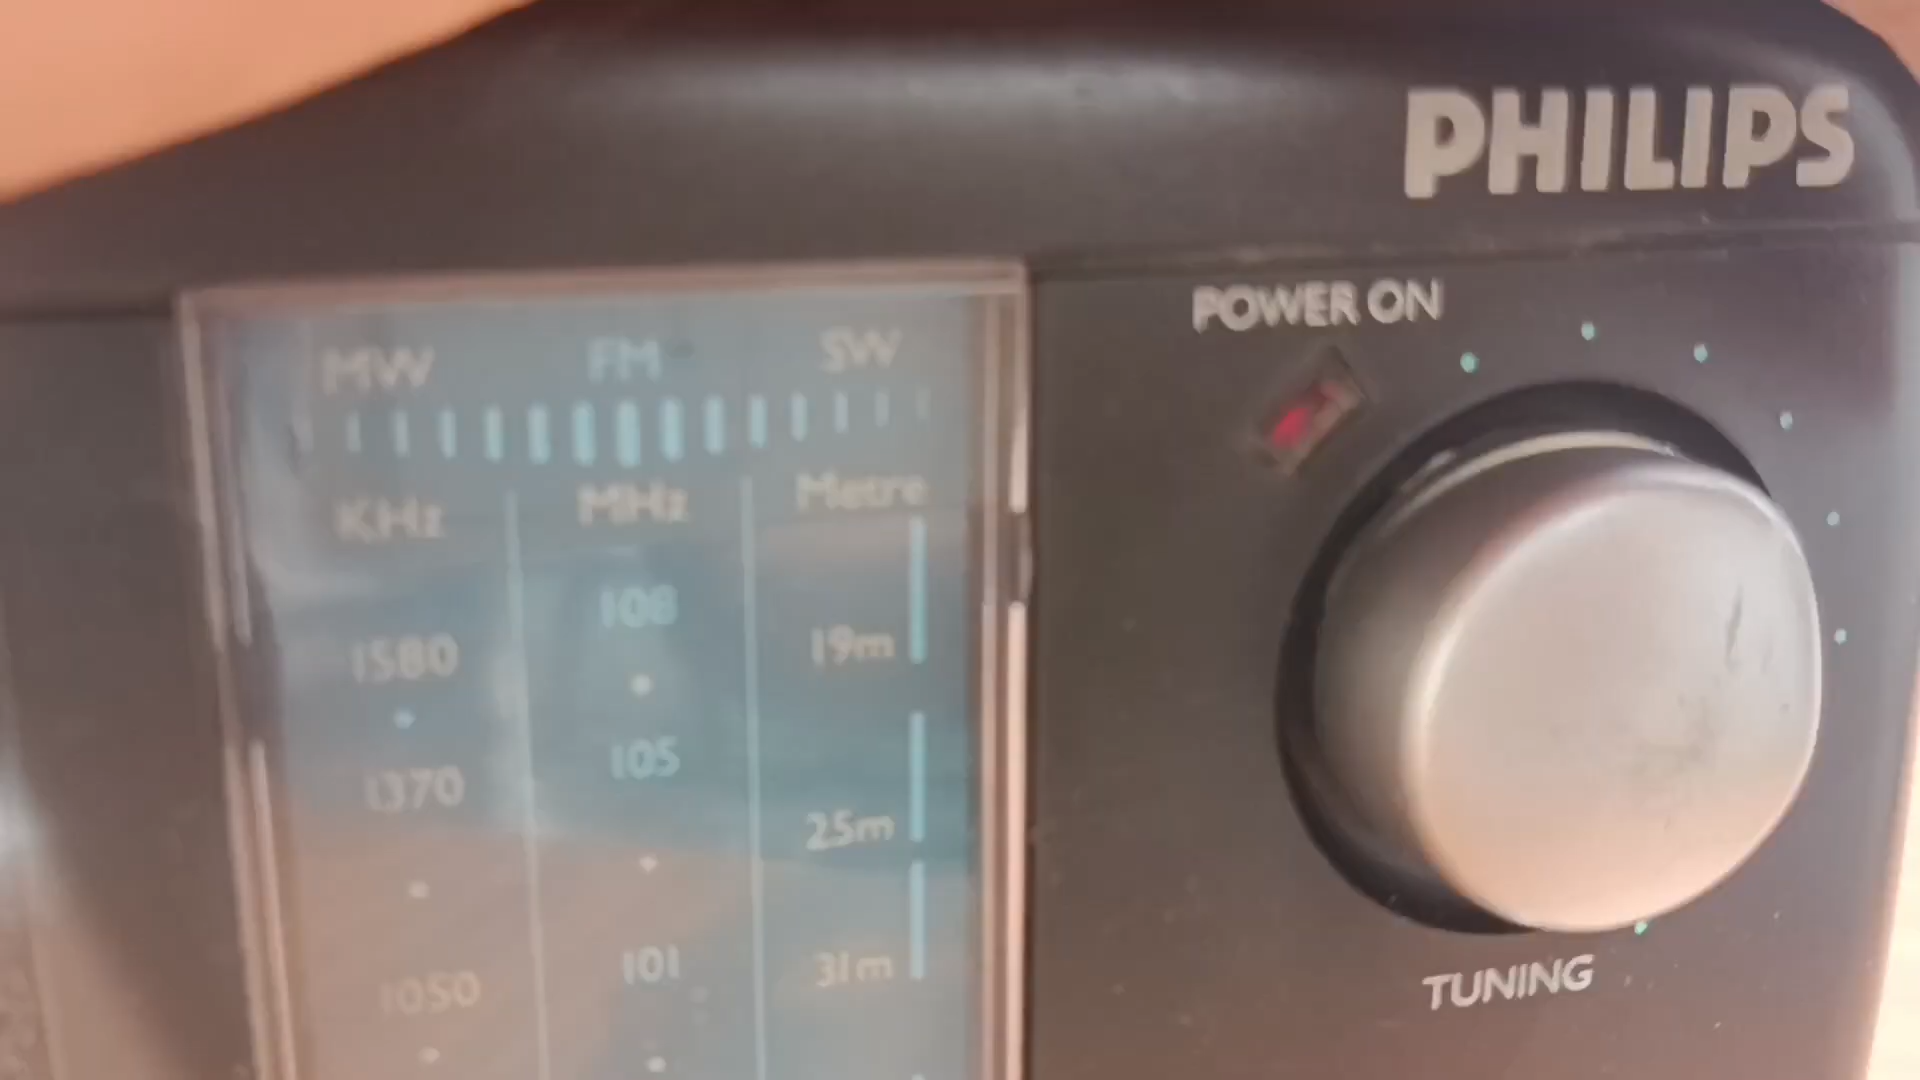 PHILIPS
POWER ON
MW FM SW
KHz MHz Metre
108
1580 19m
105
1370 25m
101 31m
1050
TUNING